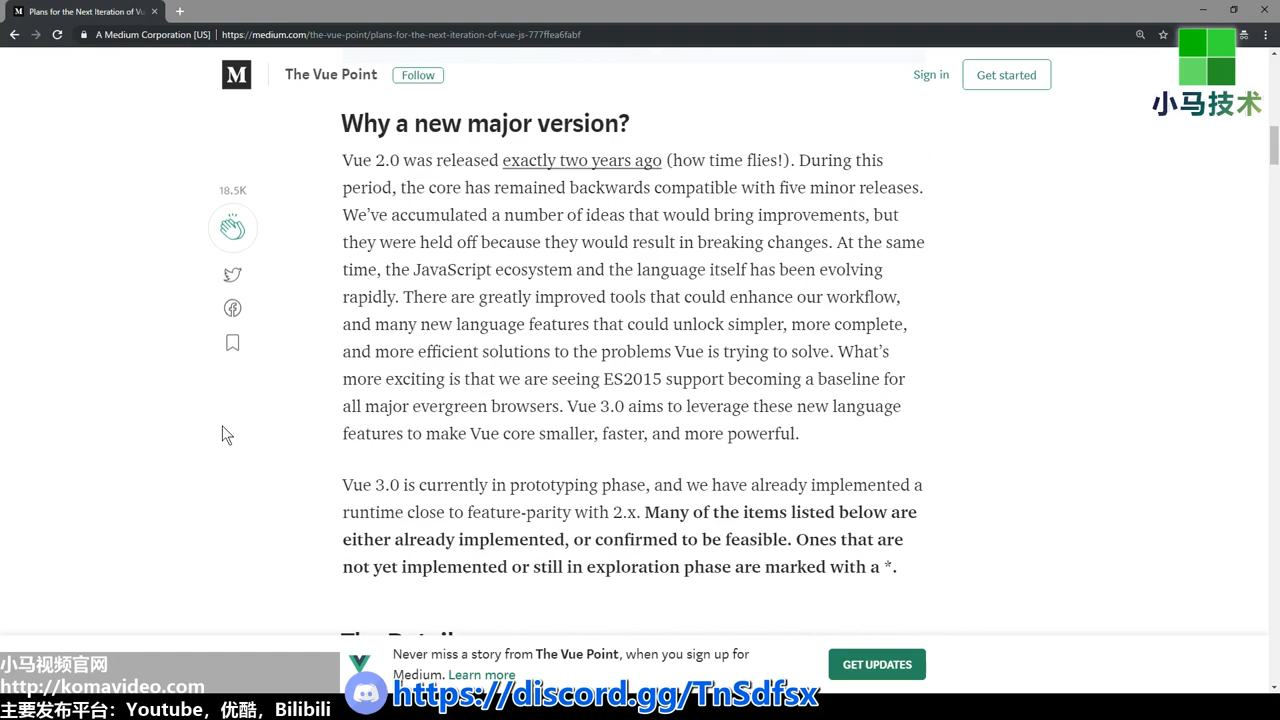 Plans for the Next Iteration of Vu
A Medium Corporation [US]
https://medium.com/the-vue-point/plans-for-the-next-iteration-of-vue-js-777ffea6fabf
小马技术
M
The Vue Point
Follow
Sign in
Get started
Why a new major version?
Vue 2.0 was released exactly two years ago (how time flies!). During this
period, the core has remained backwards compatible with five minor releases.
We’ve accumulated a number of ideas that would bring improvements, but
they were held off because they would result in breaking changes. At the same
time, the JavaScript ecosystem and the language itself has been evolving
rapidly. There are greatly improved tools that could enhance our workflow,
and many new language features that could unlock simpler, more complete,
and more efficient solutions to the problems Vue is trying to solve. What’s
more exciting is that we are seeing ES2015 support becoming a baseline for
all major evergreen browsers. Vue 3.0 aims to leverage these new language
features to make Vue core smaller, faster, and more powerful.
18.5K
Vue 3.0 is currently in prototyping phase, and we have already implemented a
runtime close to feature-parity with 2.x. Many of the items listed below are
either already implemented, or confirmed to be feasible. Ones that are
not yet implemented or still in exploration phase are marked with a *.
Never miss a story from The Vue Point, when you sign up for
Medium. Learn more
GET UPDATES
小马视频官网
http://komavideo.com
主要发布平台：Youtube，优酷，Bilibili
https://discord.gg/TnSdfsx